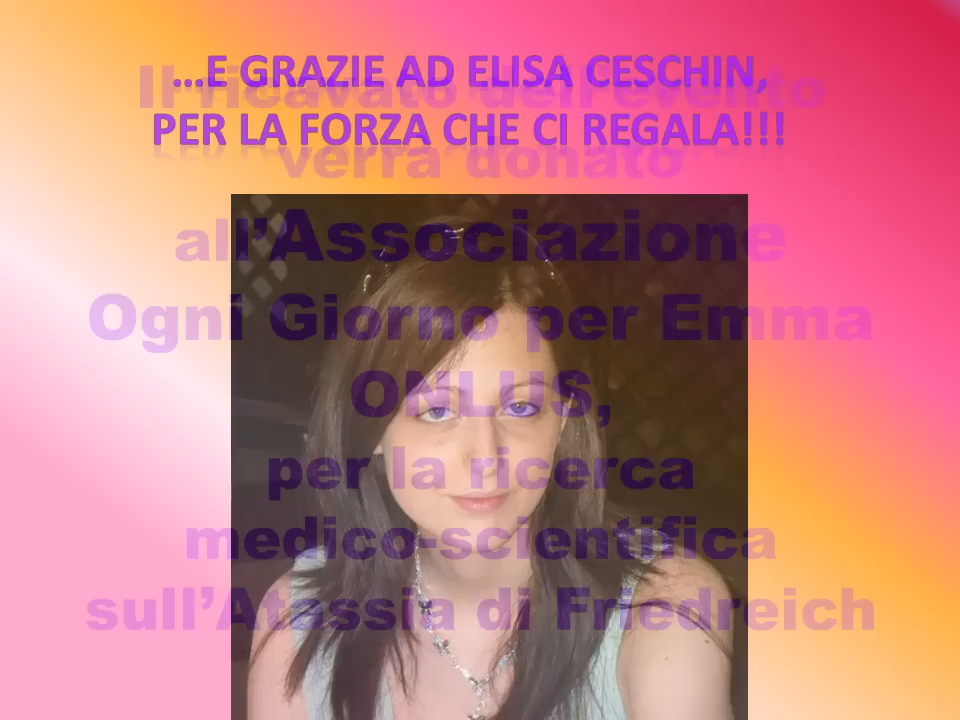 ...E GRAZIE AD ELISA CESCHIN,
PER LA FORZA CHE CI REGALA!!!
Il ricavato dell'evento
verrà donato
all'Associazione
Ogni Giorno per Emma
ONLUS,
per la ricerca
medico-scientifica
sull'Atassia di Friedreich